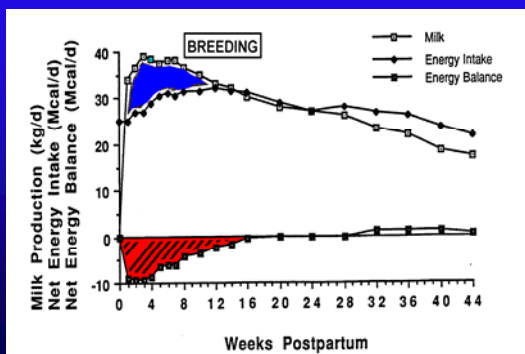 BREEDING
Milk
Energy Intake
Energy Balance
Milk Production (kg/d)
Net Energy Intake (Mcal/d)
Net Energy Balance (Mcal/d)
40
30
20
10
0
-10
0 4 8 12 16 20 24 28 32 36 40 44
Weeks Postpartum